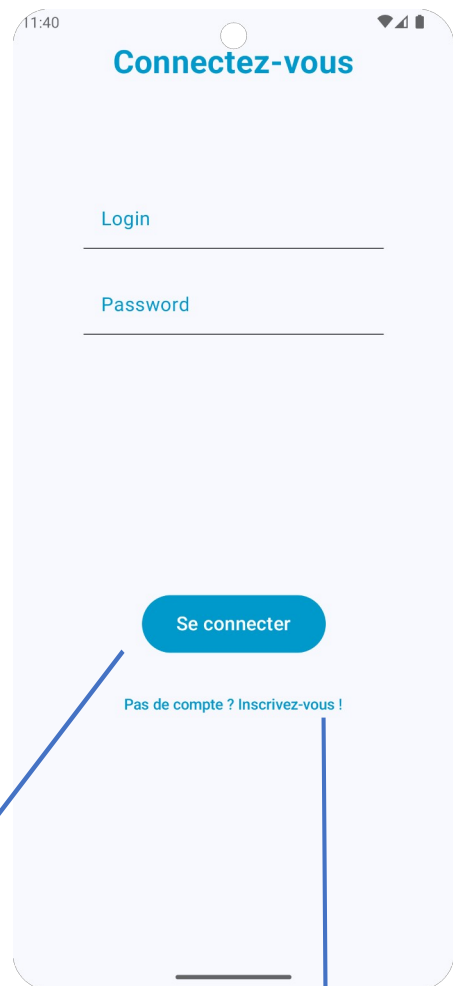 11:40
Connectez-vous
Login
Password
Se connecter
Pas de compte ? Inscrivez-vous !